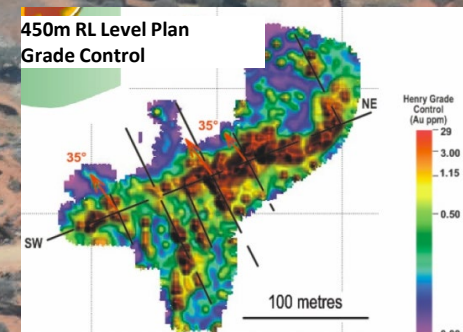 450m RL Level Plan
Grade Control
Henry Grade
Control
(Au ppm)
29
3.00
1.15
0.50
NE
35°
35°
SW
100 metres